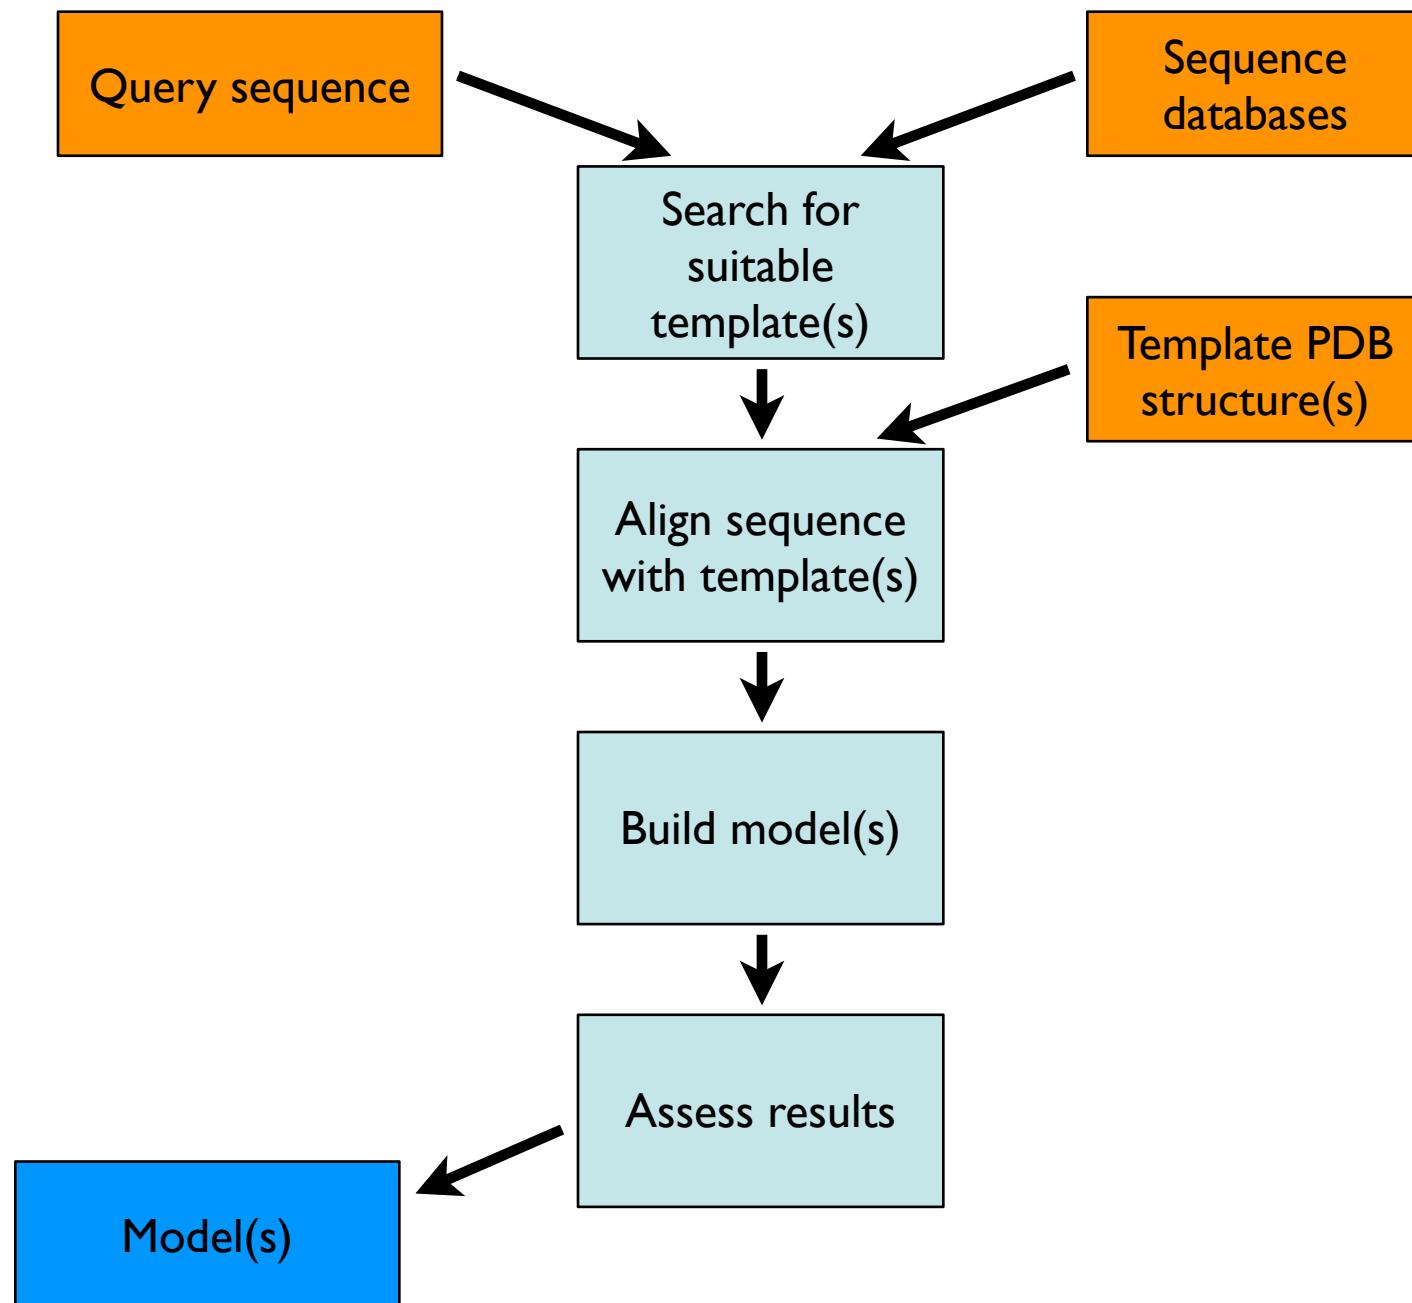 Query sequence
Sequence
databases
Search for
suitable
template(s)
Template PDB
structure(s)
Align sequence
with template(s)
Build model(s)
Assess results
Model(s)